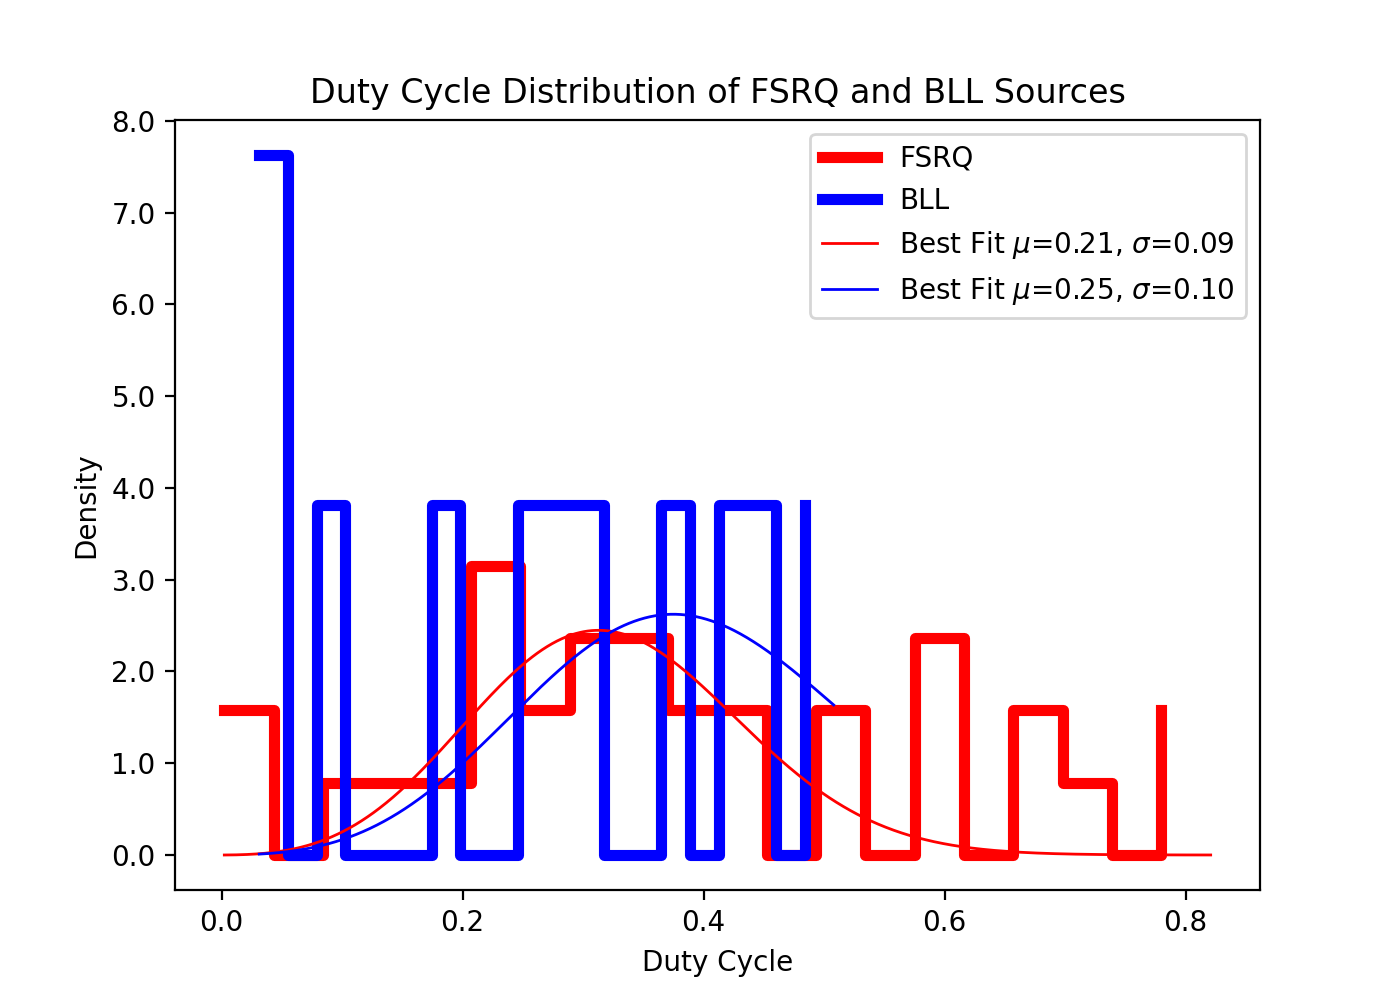 Duty Cycle Distribution of FSRQ and BLL Sources
8.0
7.0
6.0
5.0
4.0
3.0
2.0
1.0
0.0
Density
FSRQ
BLL
Best Fit μ=0.21, σ=0.09
Best Fit μ=0.25, σ=0.10
0.0 0.2 0.4 0.6 0.8
Duty Cycle